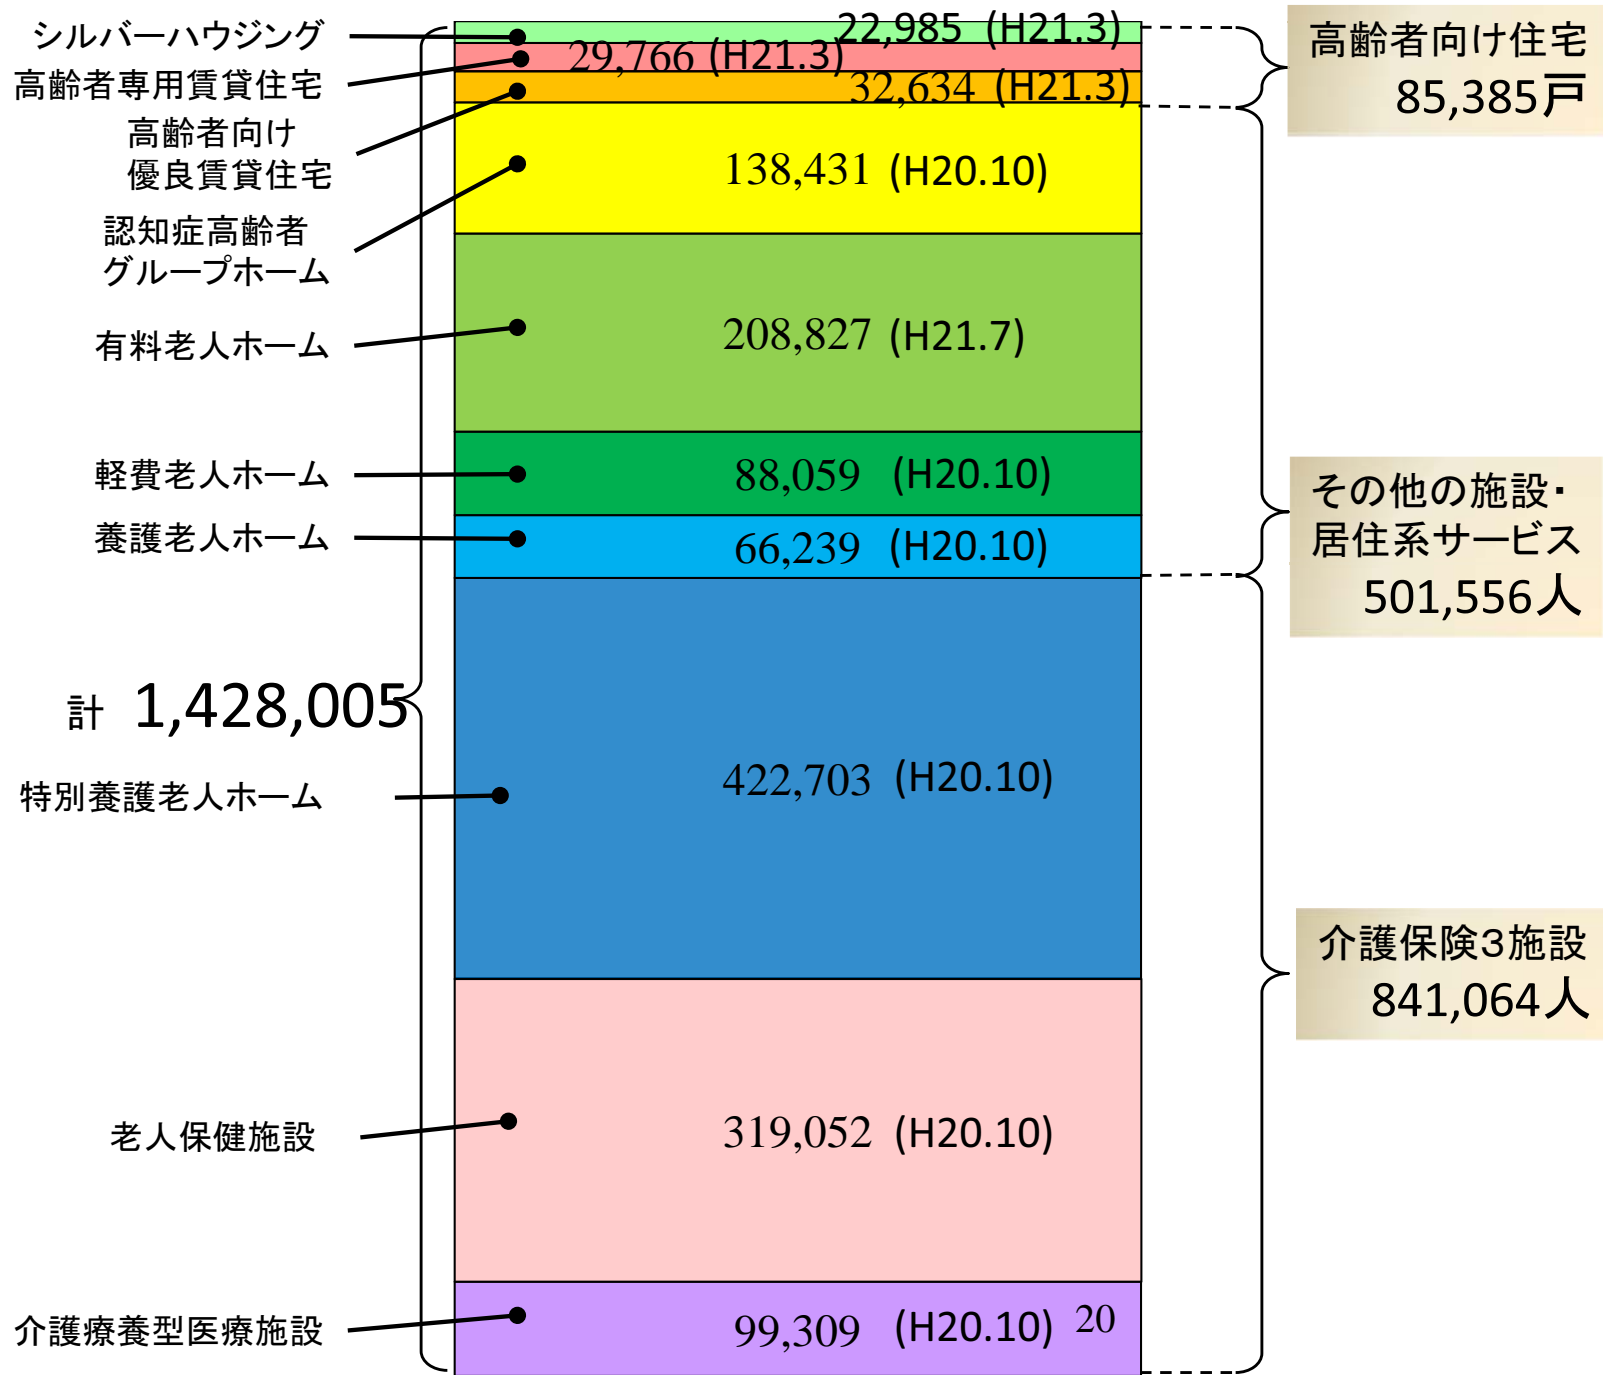 シルバーハウジング
22,985 (H21.3)
高齢者専用賃貸住宅
29,766 (H21.3)
高齢者向け
優良賃貸住宅
32,634 (H21.3)
認知症高齢者
グループホーム
138,431 (H20.10)
有料老人ホーム
208,827 (H21.7)
軽費老人ホーム
88,059 (H20.10)
養護老人ホーム
66,239 (H20.10)
計 1,428,005
特別養護老人ホーム
422,703 (H20.10)
老人保健施設
319,052 (H20.10)
介護療養型医療施設
99,309 (H20.10)
20
高齢者向け住宅
85,385戸
その他の施設・
居住系サービス
501,556人
介護保険3施設
841,064人